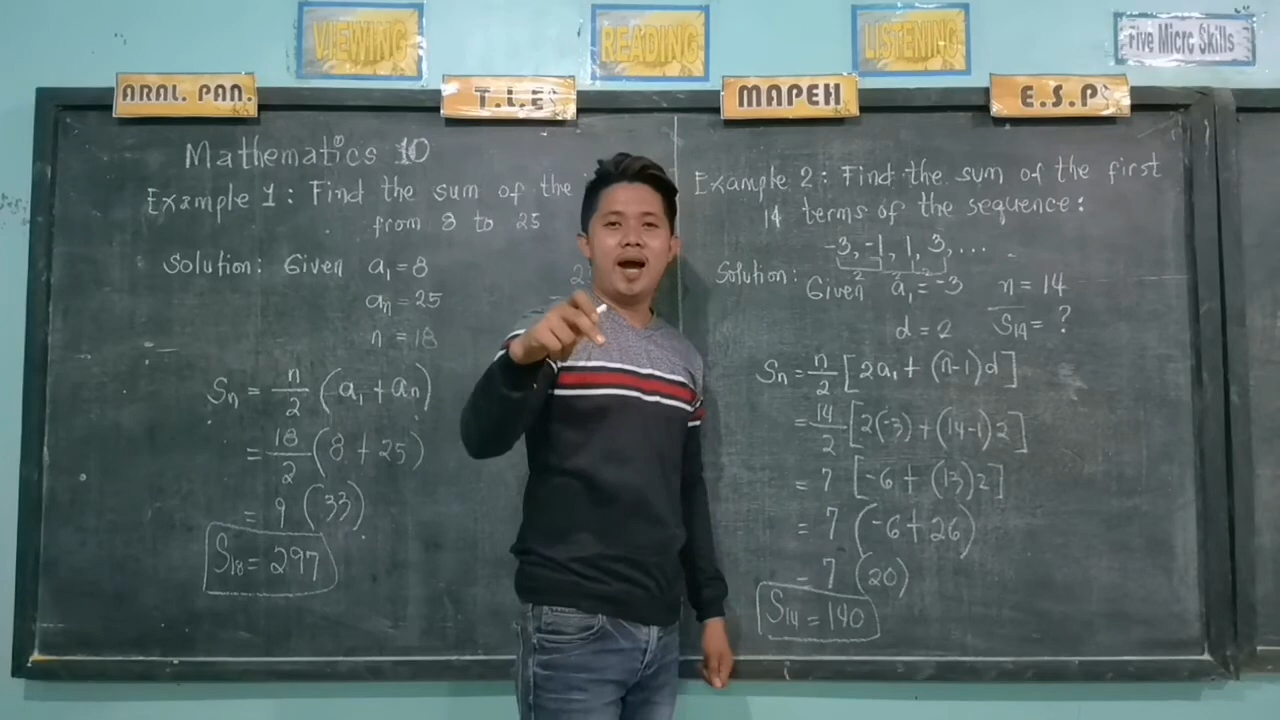 VIEWING
READING
LISTENING
Five Micro Skills
ARAL. PAN.
T.L.E
MAPEH
E.S.P
Mathematics 10
Example 1: Find the sum of the
from 8 to 25
Solution: Given a₁ = 8
aₙ = 25
n = 18
Sₙ = n/2 (a₁ + aₙ)
= 18/2 (8 + 25)
= 9 (33)
S₁₈ = 297
Example 2: Find the sum of the first
14 terms of the sequence:
-3, -1, 1, 3, ...
2 2 2
Solution: Given a₁ = -3 n = 14
d = 2 S₁₄ = ?
Sₙ = n/2 [2a₁ + (n-1)d]
= 14/2 [2(-3) + (14-1)2]
= 7 [-6 + (13)2]
= 7 (-6 + 26)
= 7 (20)
S₁₄ = 140